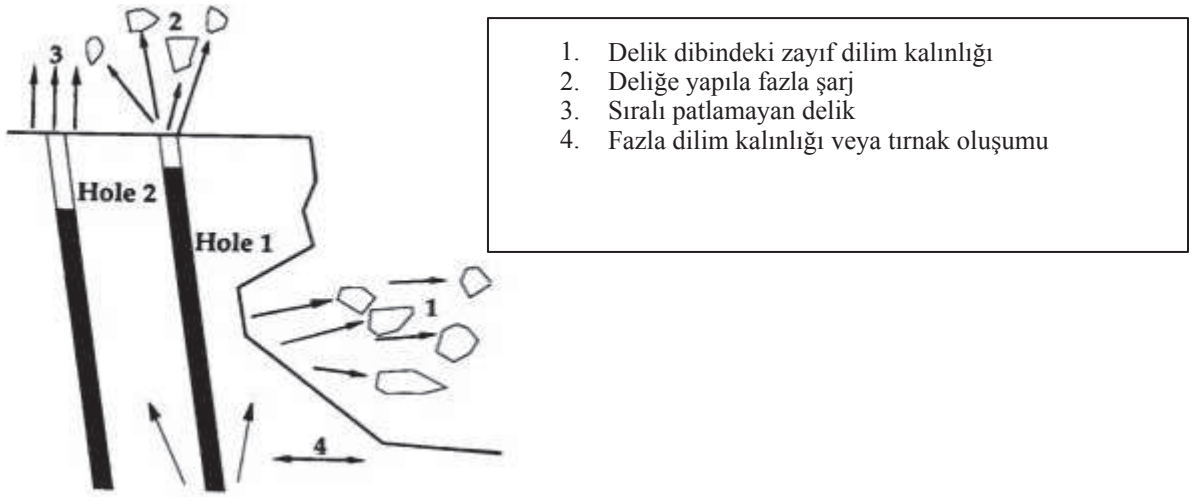 2
3
Hole 2
Hole 1
1
4
1. Delik dibindeki zayıf dilim kalınlığı
2. Deliğe yapıla fazla şarj
3. Sıralı patlamayan delik
4. Fazla dilim kalınlığı veya tırnak oluşumu